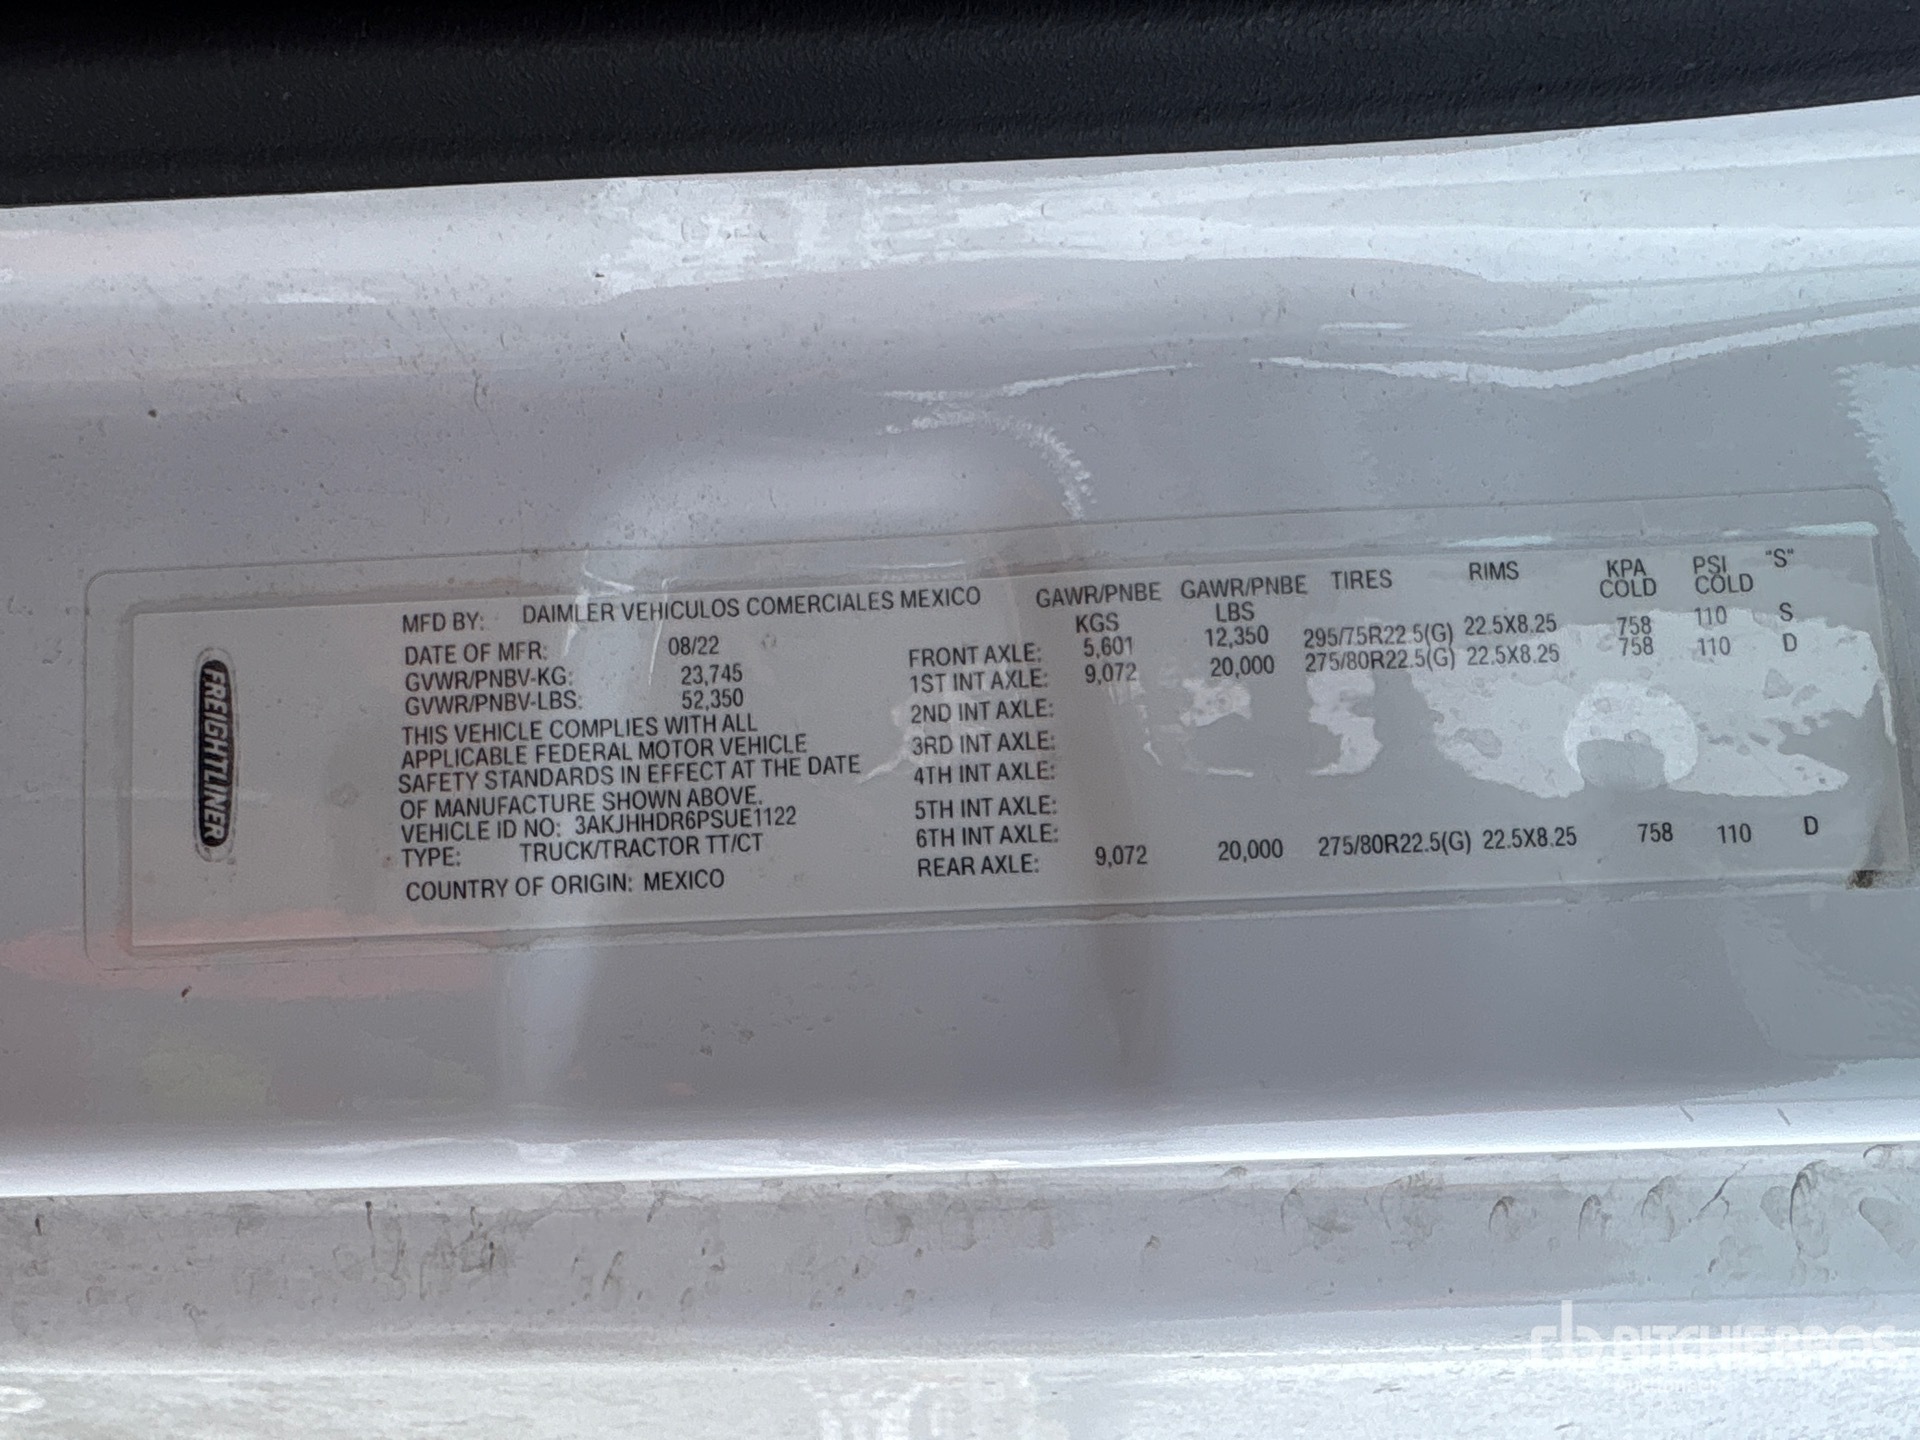 FREIGHTLINER
MFD BY: DAIMLER VEHICULOS COMERCIALES MEXICO
DATE OF MFR: 08/22
GVWR/PNBV-KG: 23,745
GVWR/PNBV-LBS: 52,350
THIS VEHICLE COMPLIES WITH ALL
APPLICABLE FEDERAL MOTOR VEHICLE
SAFETY STANDARDS IN EFFECT AT THE DATE
OF MANUFACTURE SHOWN ABOVE.
VEHICLE ID NO: 3AKJHHDR6PSUE1122
TYPE: TRUCK/TRACTOR TT/CT
COUNTRY OF ORIGIN: MEXICO
GAWR/PNBE KGS GAWR/PNBE LBS TIRES RIMS KPA COLD PSI COLD "S"
FRONT AXLE: 5,601 12,350 295/75R22.5(G) 22.5X8.25 758 110 S
1ST INT AXLE: 9,072 20,000 275/80R22.5(G) 22.5X8.25 758 110 D
2ND INT AXLE:
3RD INT AXLE:
4TH INT AXLE:
5TH INT AXLE:
6TH INT AXLE:
REAR AXLE: 9,072 20,000 275/80R22.5(G) 22.5X8.25 758 110 D
rb RITCHIE BROS